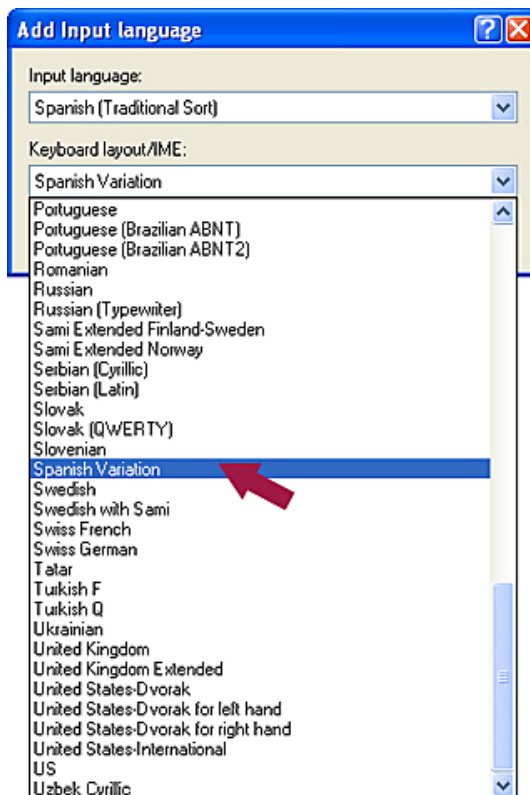 Add Input language
Input language:
Spanish (Traditional Sort)
Keyboard layout/IME:
Spanish Variation
Portuguese
Portuguese (Brazilian ABNT)
Portuguese (Brazilian ABNT2)
Romanian
Russian
Russian (Typewriter)
Sami Extended Finland-Sweden
Sami Extended Norway
Serbian (Cyrillic)
Serbian (Latin)
Slovak
Slovak (QWERTY)
Slovenian
Spanish Variation
Swedish
Swedish with Sami
Swiss French
Swiss German
Tatar
Turkish F
Turkish Q
Ukrainian
United Kingdom
United Kingdom Extended
United States-Dvorak
United States-Dvorak for left hand
United States-Dvorak for right hand
United States-International
US
Uzbek Cyrillic